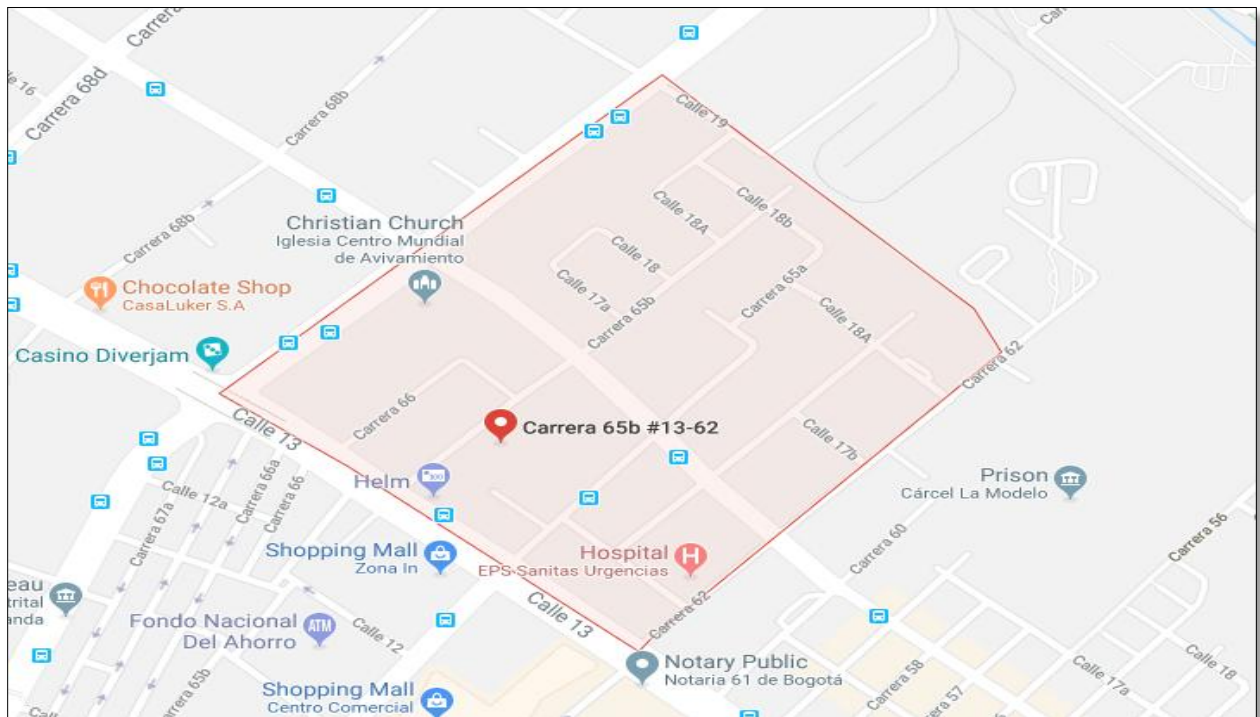 Carrera 68d
Carrera 68b
Calle 19
Carrera 68b
Calle 18b
Calle 18A
Christian Church
Iglesia Centro Mundial
de Avivamiento
Calle 18
Carrera 65a
Calle 17a
Carrera 65b
Calle 18A
Chocolate Shop
CasaLuker S.A
Casino Diverjam
Carrera 62
Calle 13
Carrera 66
Carrera 65b #13-62
Calle 17b
Helm
Prison
Cárcel La Modelo
Calle 12a
Carrera 66a
Carrera 66
Carrera 67a
Shopping Mall
Zona In
Hospital
EPS Sanitas Urgencias
Carrera 60
Carrera 56
Calle 13
Carrera 62
Fondo Nacional
Del Ahorro
ATM
Calle 12
Notary Public
Notaria 61 de Bogotá
Carrera 65b
Carrera 58
Carrera 57
Calle 17a
Calle 18
Shopping Mall
Centro Comercial